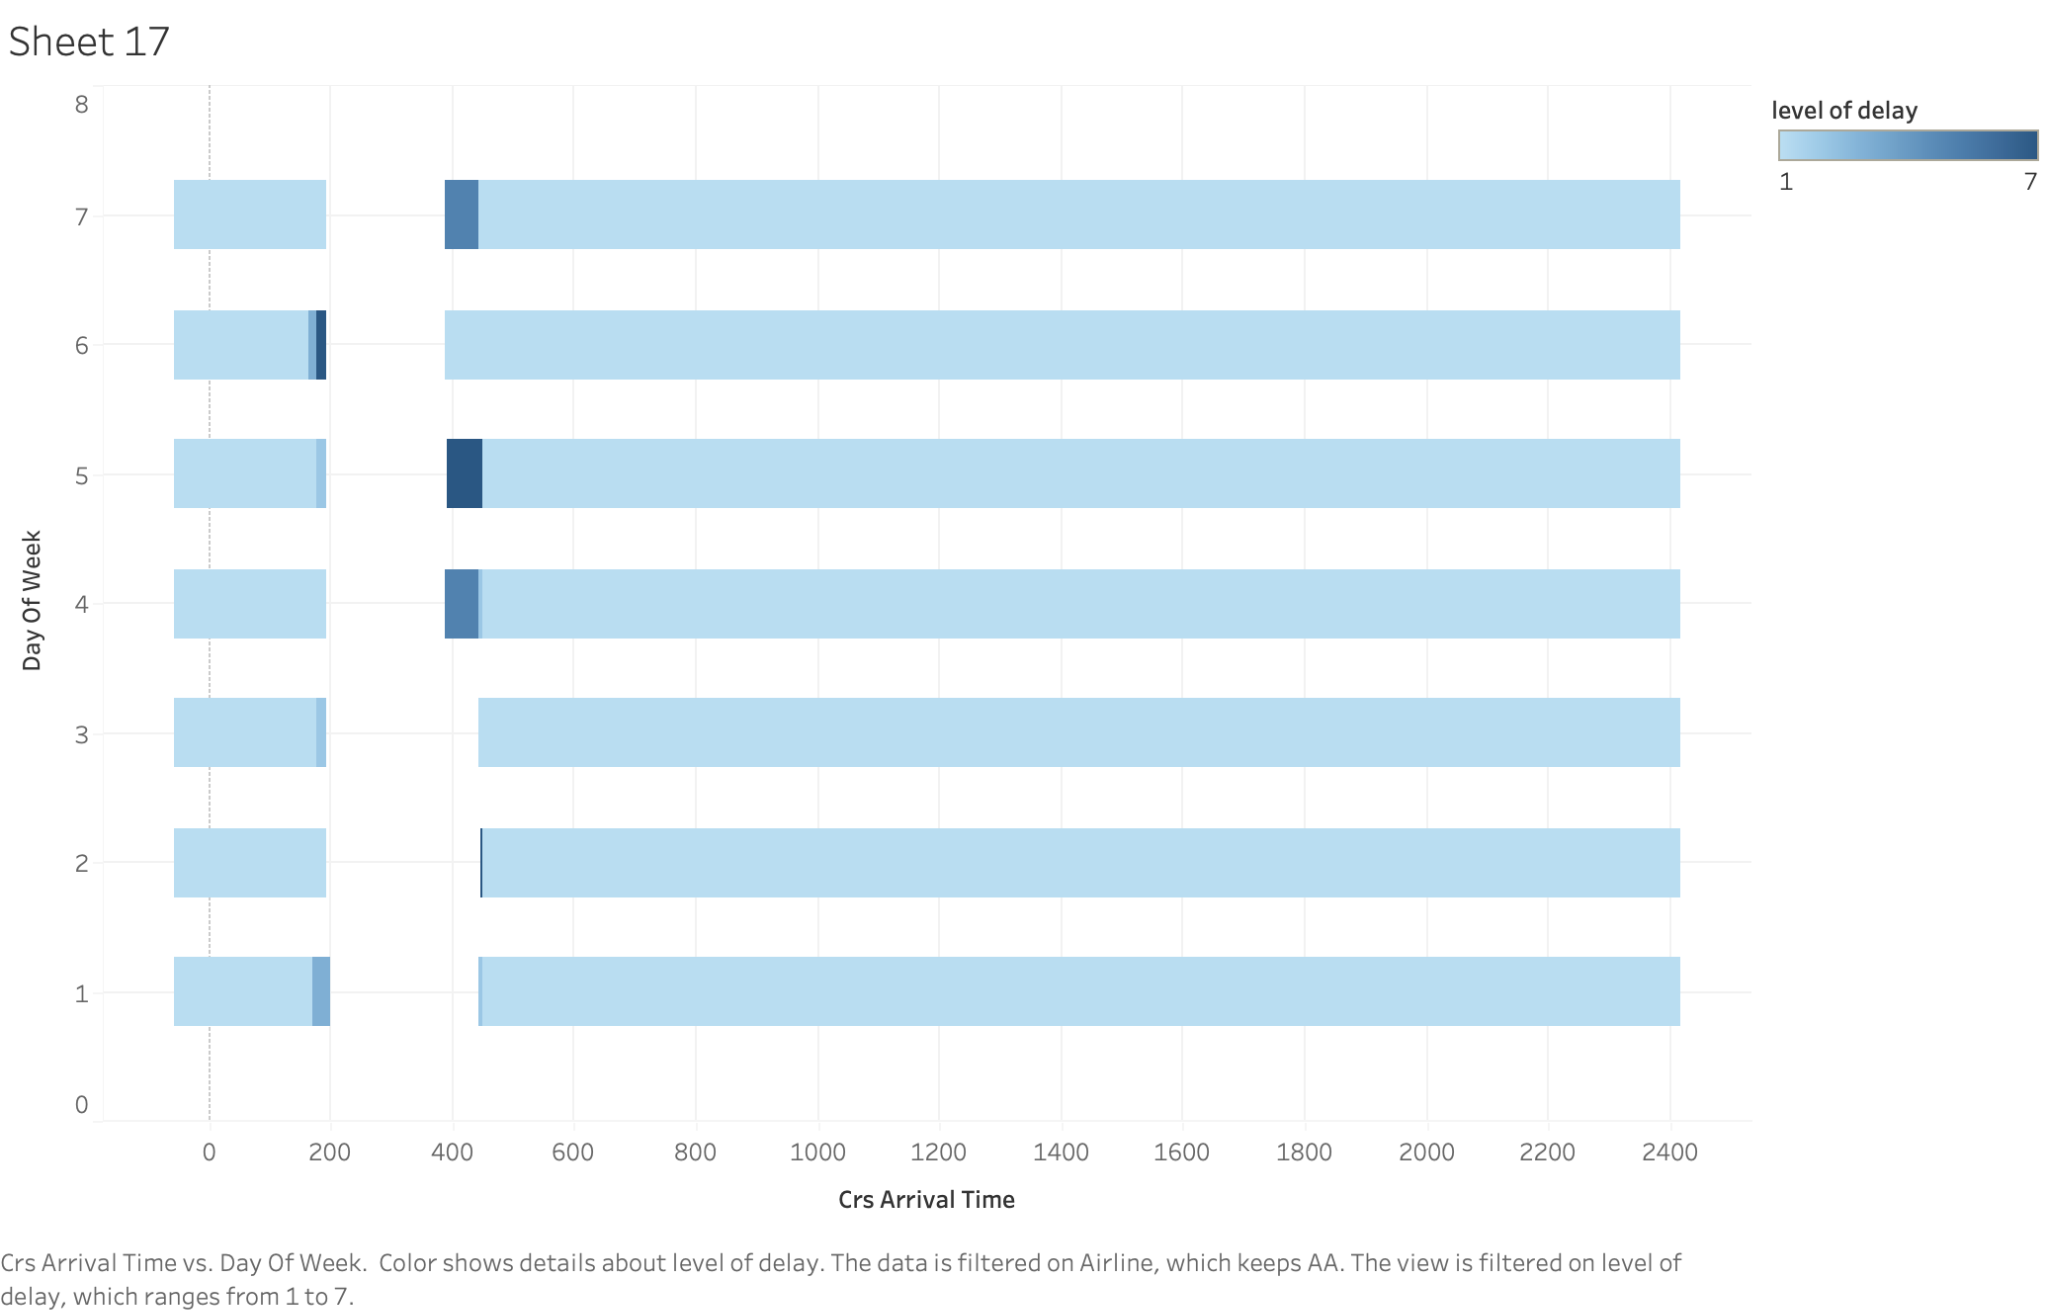 Sheet 17
level of delay
1 7
8
7
6
5
4
3
2
1
0
Day Of Week
0 200 400 600 800 1000 1200 1400 1600 1800 2000 2200 2400
Crs Arrival Time
Crs Arrival Time vs. Day Of Week. Color shows details about level of delay. The data is filtered on Airline, which keeps AA. The view is filtered on level of
delay, which ranges from 1 to 7.